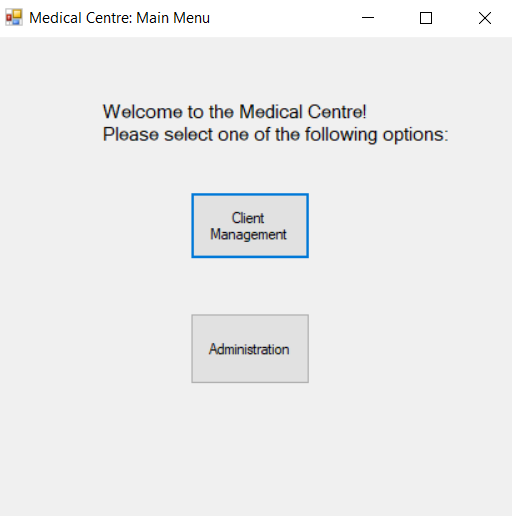 Medical Centre: Main Menu
Welcome to the Medical Centre!
Please select one of the following options:
Client
Management
Administration